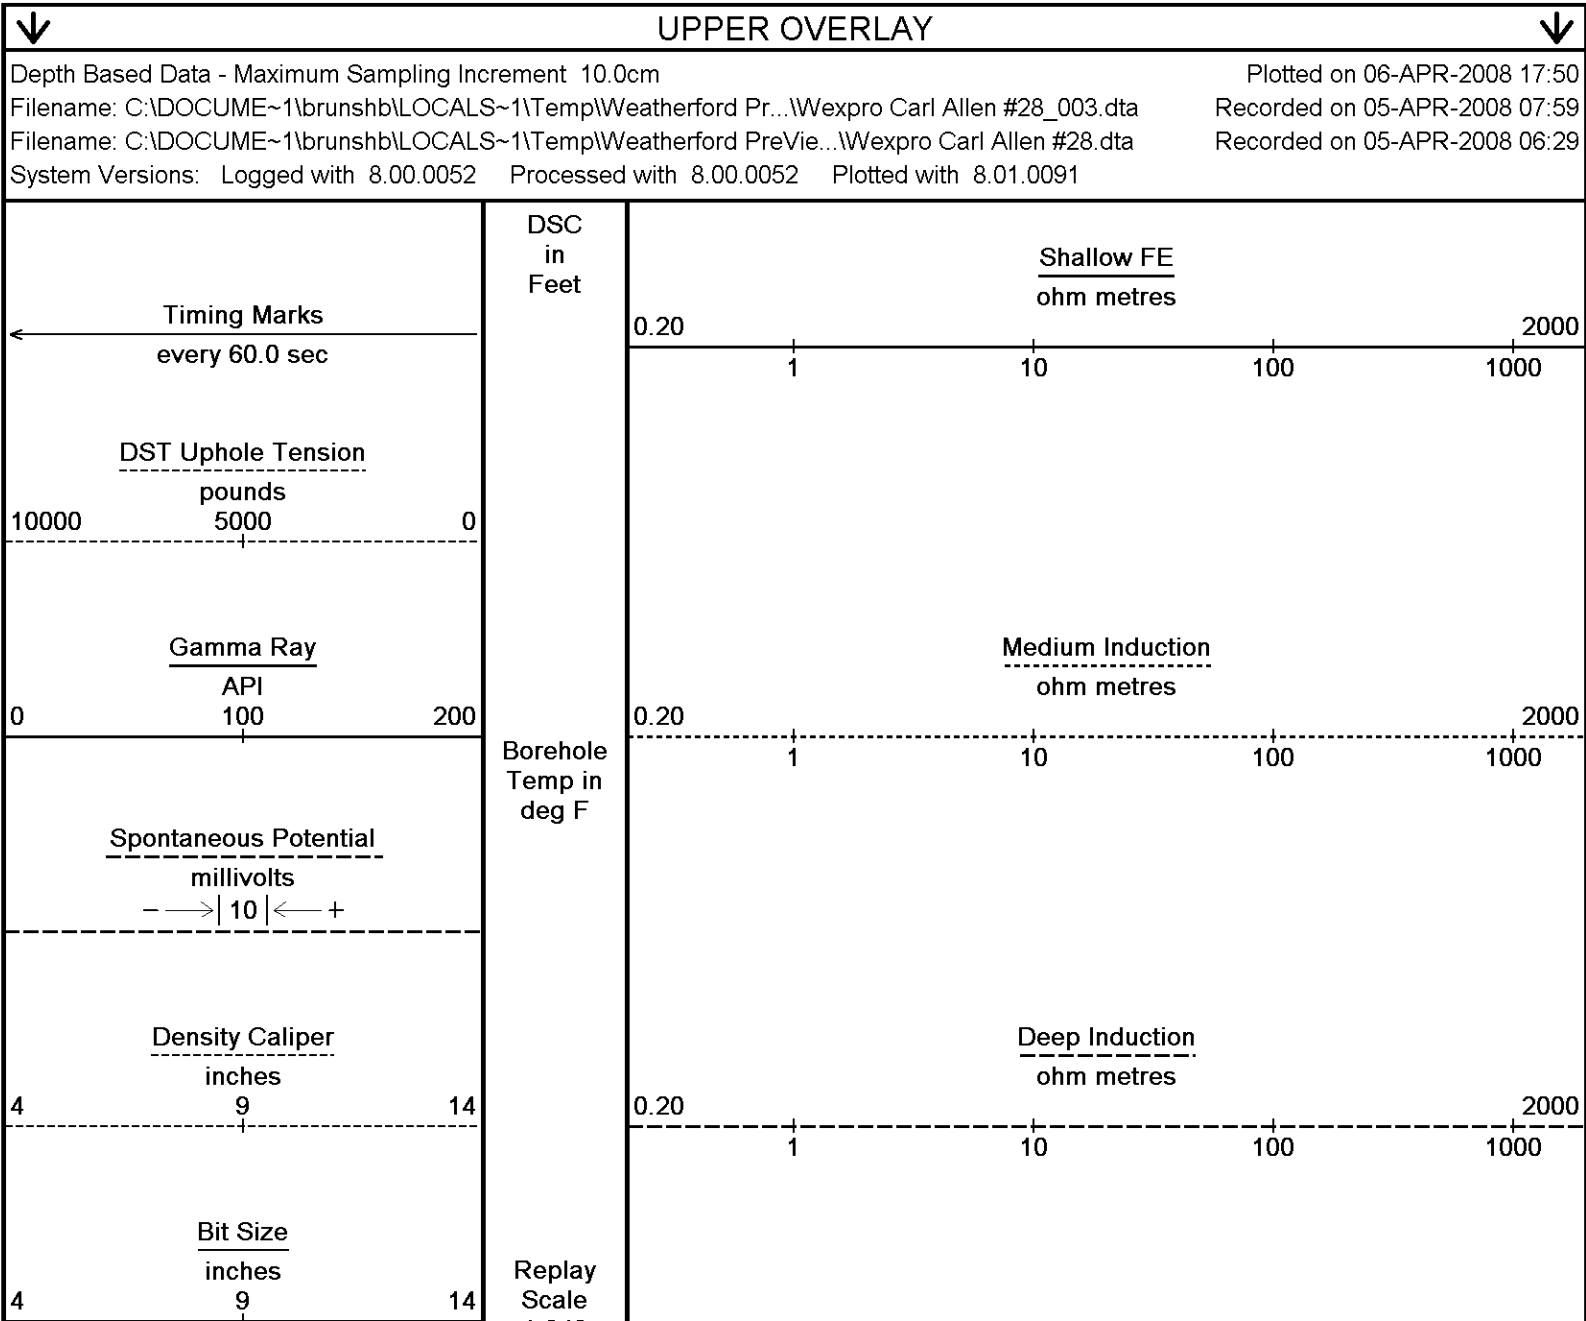 UPPER OVERLAY
Depth Based Data - Maximum Sampling Increment 10.0cm Plotted on 06-APR-2008 17:50
Filename: C:\DOCUME~1\brunshb\LOCALS~1\Temp\Weatherford Pr...\Wexpro Carl Allen #28_003.dta Recorded on 05-APR-2008 07:59
Filename: C:\DOCUME~1\brunshb\LOCALS~1\Temp\Weatherford PreVie...\Wexpro Carl Allen #28.dta Recorded on 05-APR-2008 06:29
System Versions: Logged with 8.00.0052 Processed with 8.00.0052 Plotted with 8.01.0091
Timing Marks
every 60.0 sec
DST Uphole Tension
pounds
10000 5000 0
Gamma Ray
API
0 100 200
Spontaneous Potential
millivolts
- 10 +
Density Caliper
inches
4 9 14
Bit Size
inches
4 9 14
DSC
in
Feet
Borehole
Temp in
deg F
Replay
Scale
Shallow FE
ohm metres
0.20 2000
1 10 100 1000
Medium Induction
ohm metres
0.20 2000
1 10 100 1000
Deep Induction
ohm metres
0.20 2000
1 10 100 1000